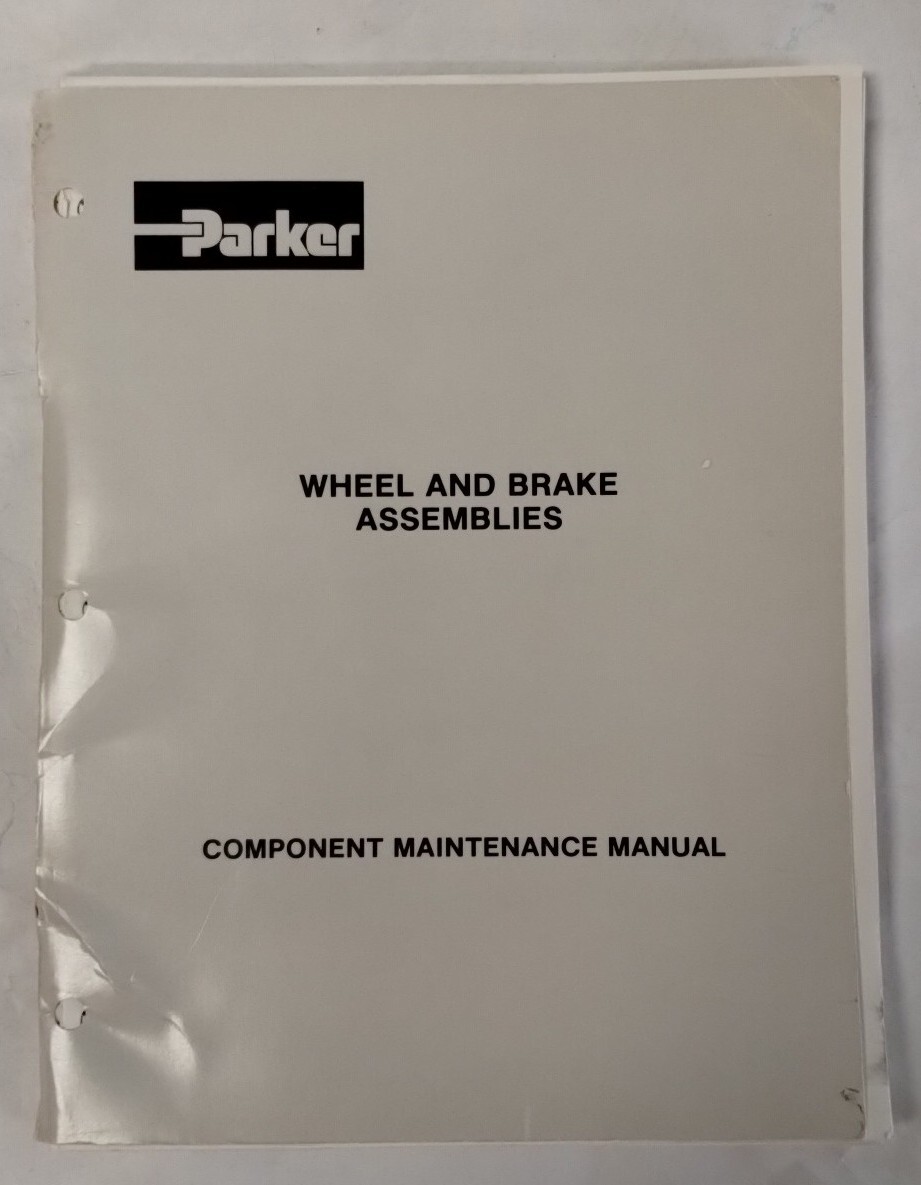 Parker
WHEEL AND BRAKE
ASSEMBLIES
COMPONENT MAINTENANCE MANUAL